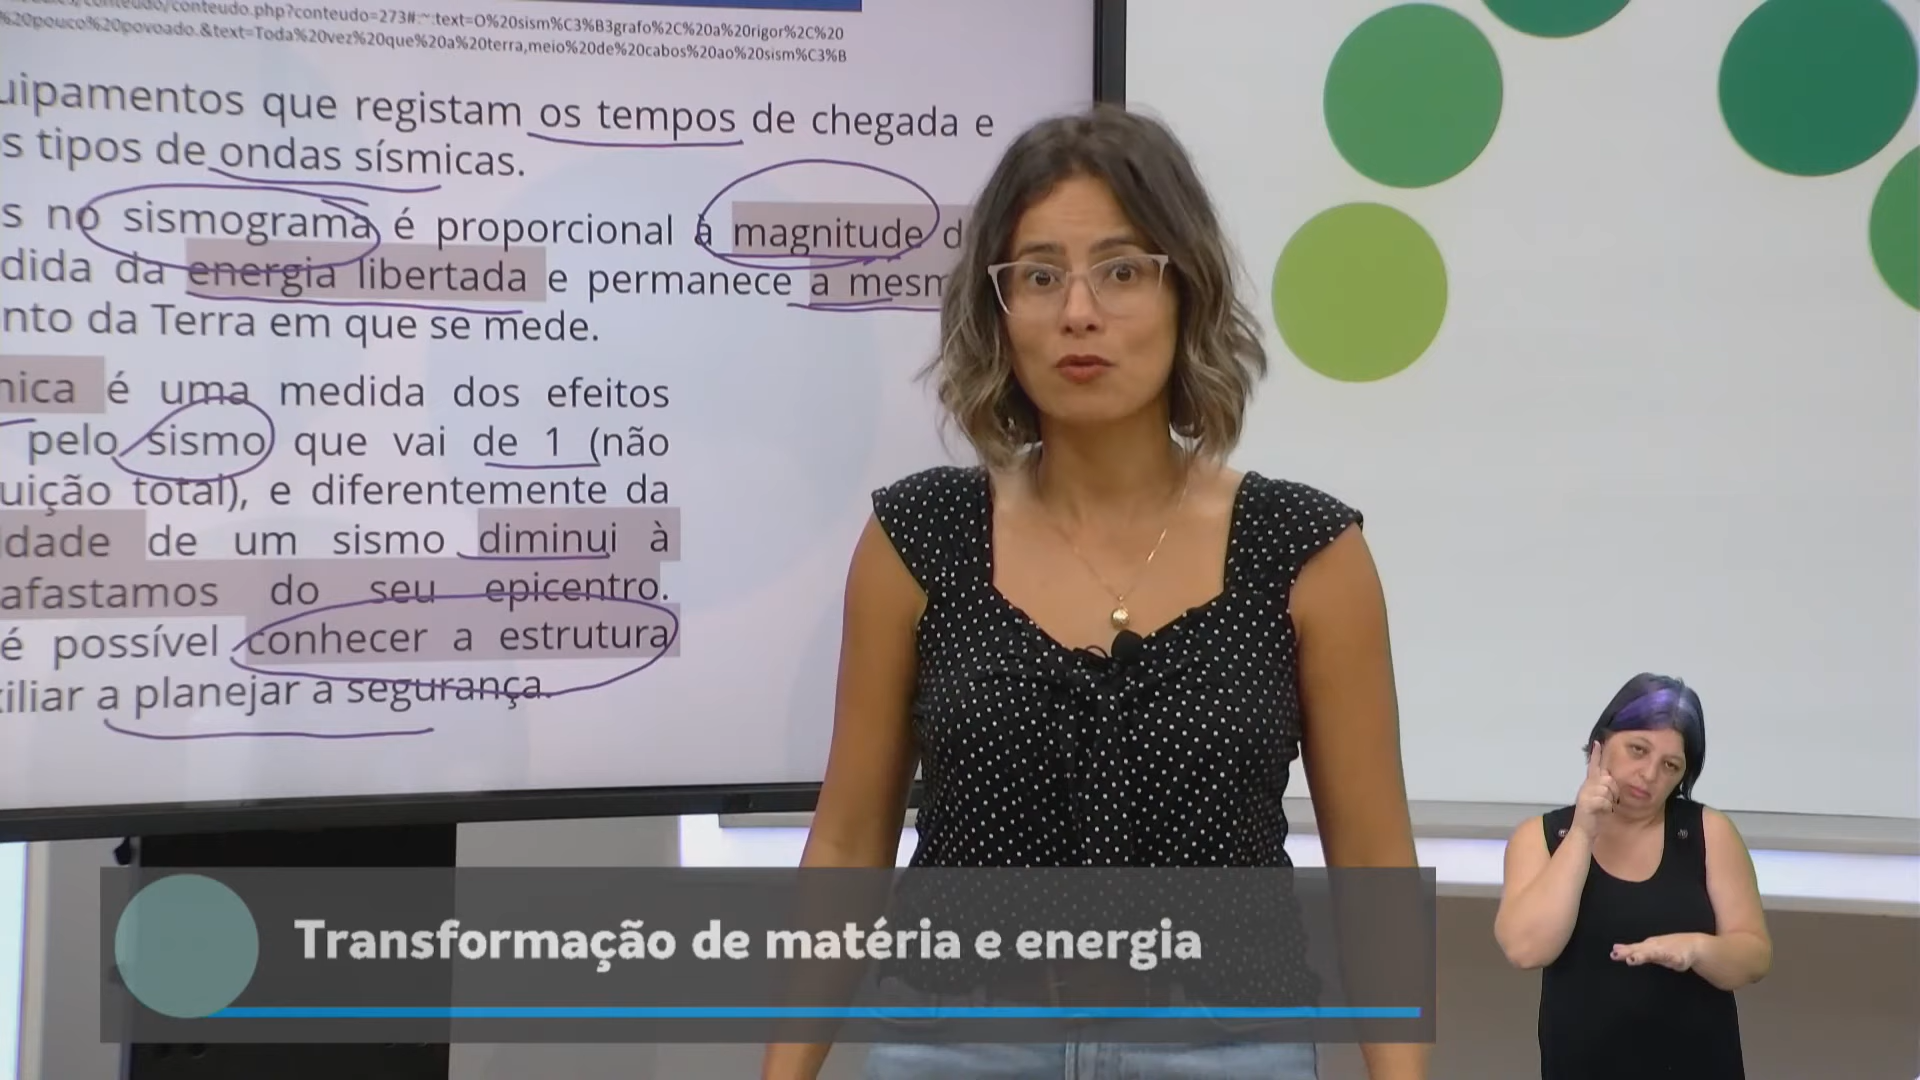 conteudo/conteudo.php?conteudo=273#:~:text=O%20sism%C3%B3grafo%2C%20a%20rigor%2C%20
%20pouco%20povoado.&text=Toda%20vez%20que%20a%20terra,meio%20de%20cabos%20ao%20sism%C3%B
uipamentos que registam os tempos de chegada e
s tipos de ondas sísmicas.
s no sismograma é proporcional à magnitude d
dida da energia libertada e permanece a mesm
nto da Terra em que se mede.
nica é uma medida dos efeitos
pelo sismo que vai de 1 (não
uição total), e diferentemente da
dade de um sismo diminui à
afastamos do seu epicentro.
é possível conhecer a estrutura
iliar a planejar a segurança.
Transformação de matéria e energia